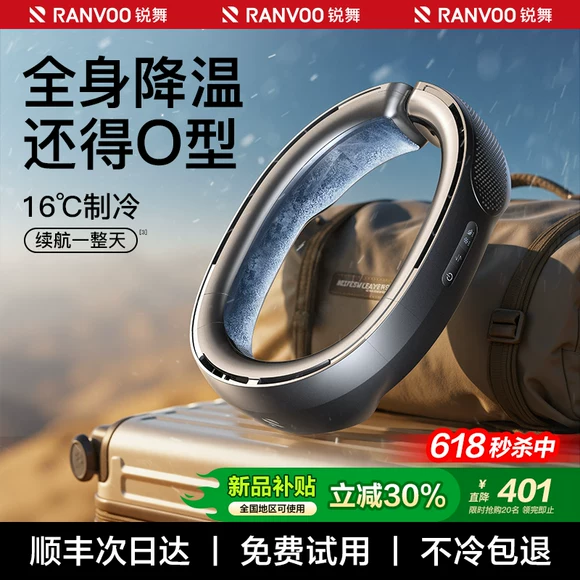 RANVOO 锐舞 RANVOO 锐舞 RANVOO 锐舞
全身降温
还得O型
16℃制冷
续航一整天 [3]
618 秒杀中
新品补贴
全国地区可使用
立减30%
¥
直降 401
限时抢购20名 领完即止
顺丰次日达 | 免费试用 | 不冷包退